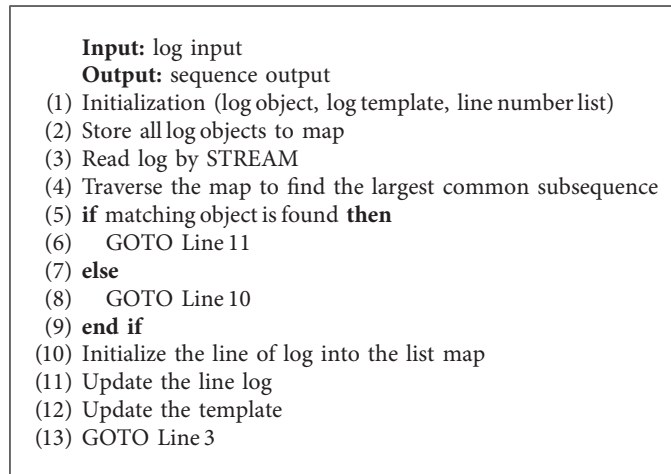 Input: log input
Output: sequence output
(1) Initialization (log object, log template, line number list)
(2) Store all log objects to map
(3) Read log by STREAM
(4) Traverse the map to find the largest common subsequence
(5) if matching object is found then
(6) GOTO Line 11
(7) else
(8) GOTO Line 10
(9) end if
(10) Initialize the line of log into the list map
(11) Update the line log
(12) Update the template
(13) GOTO Line 3